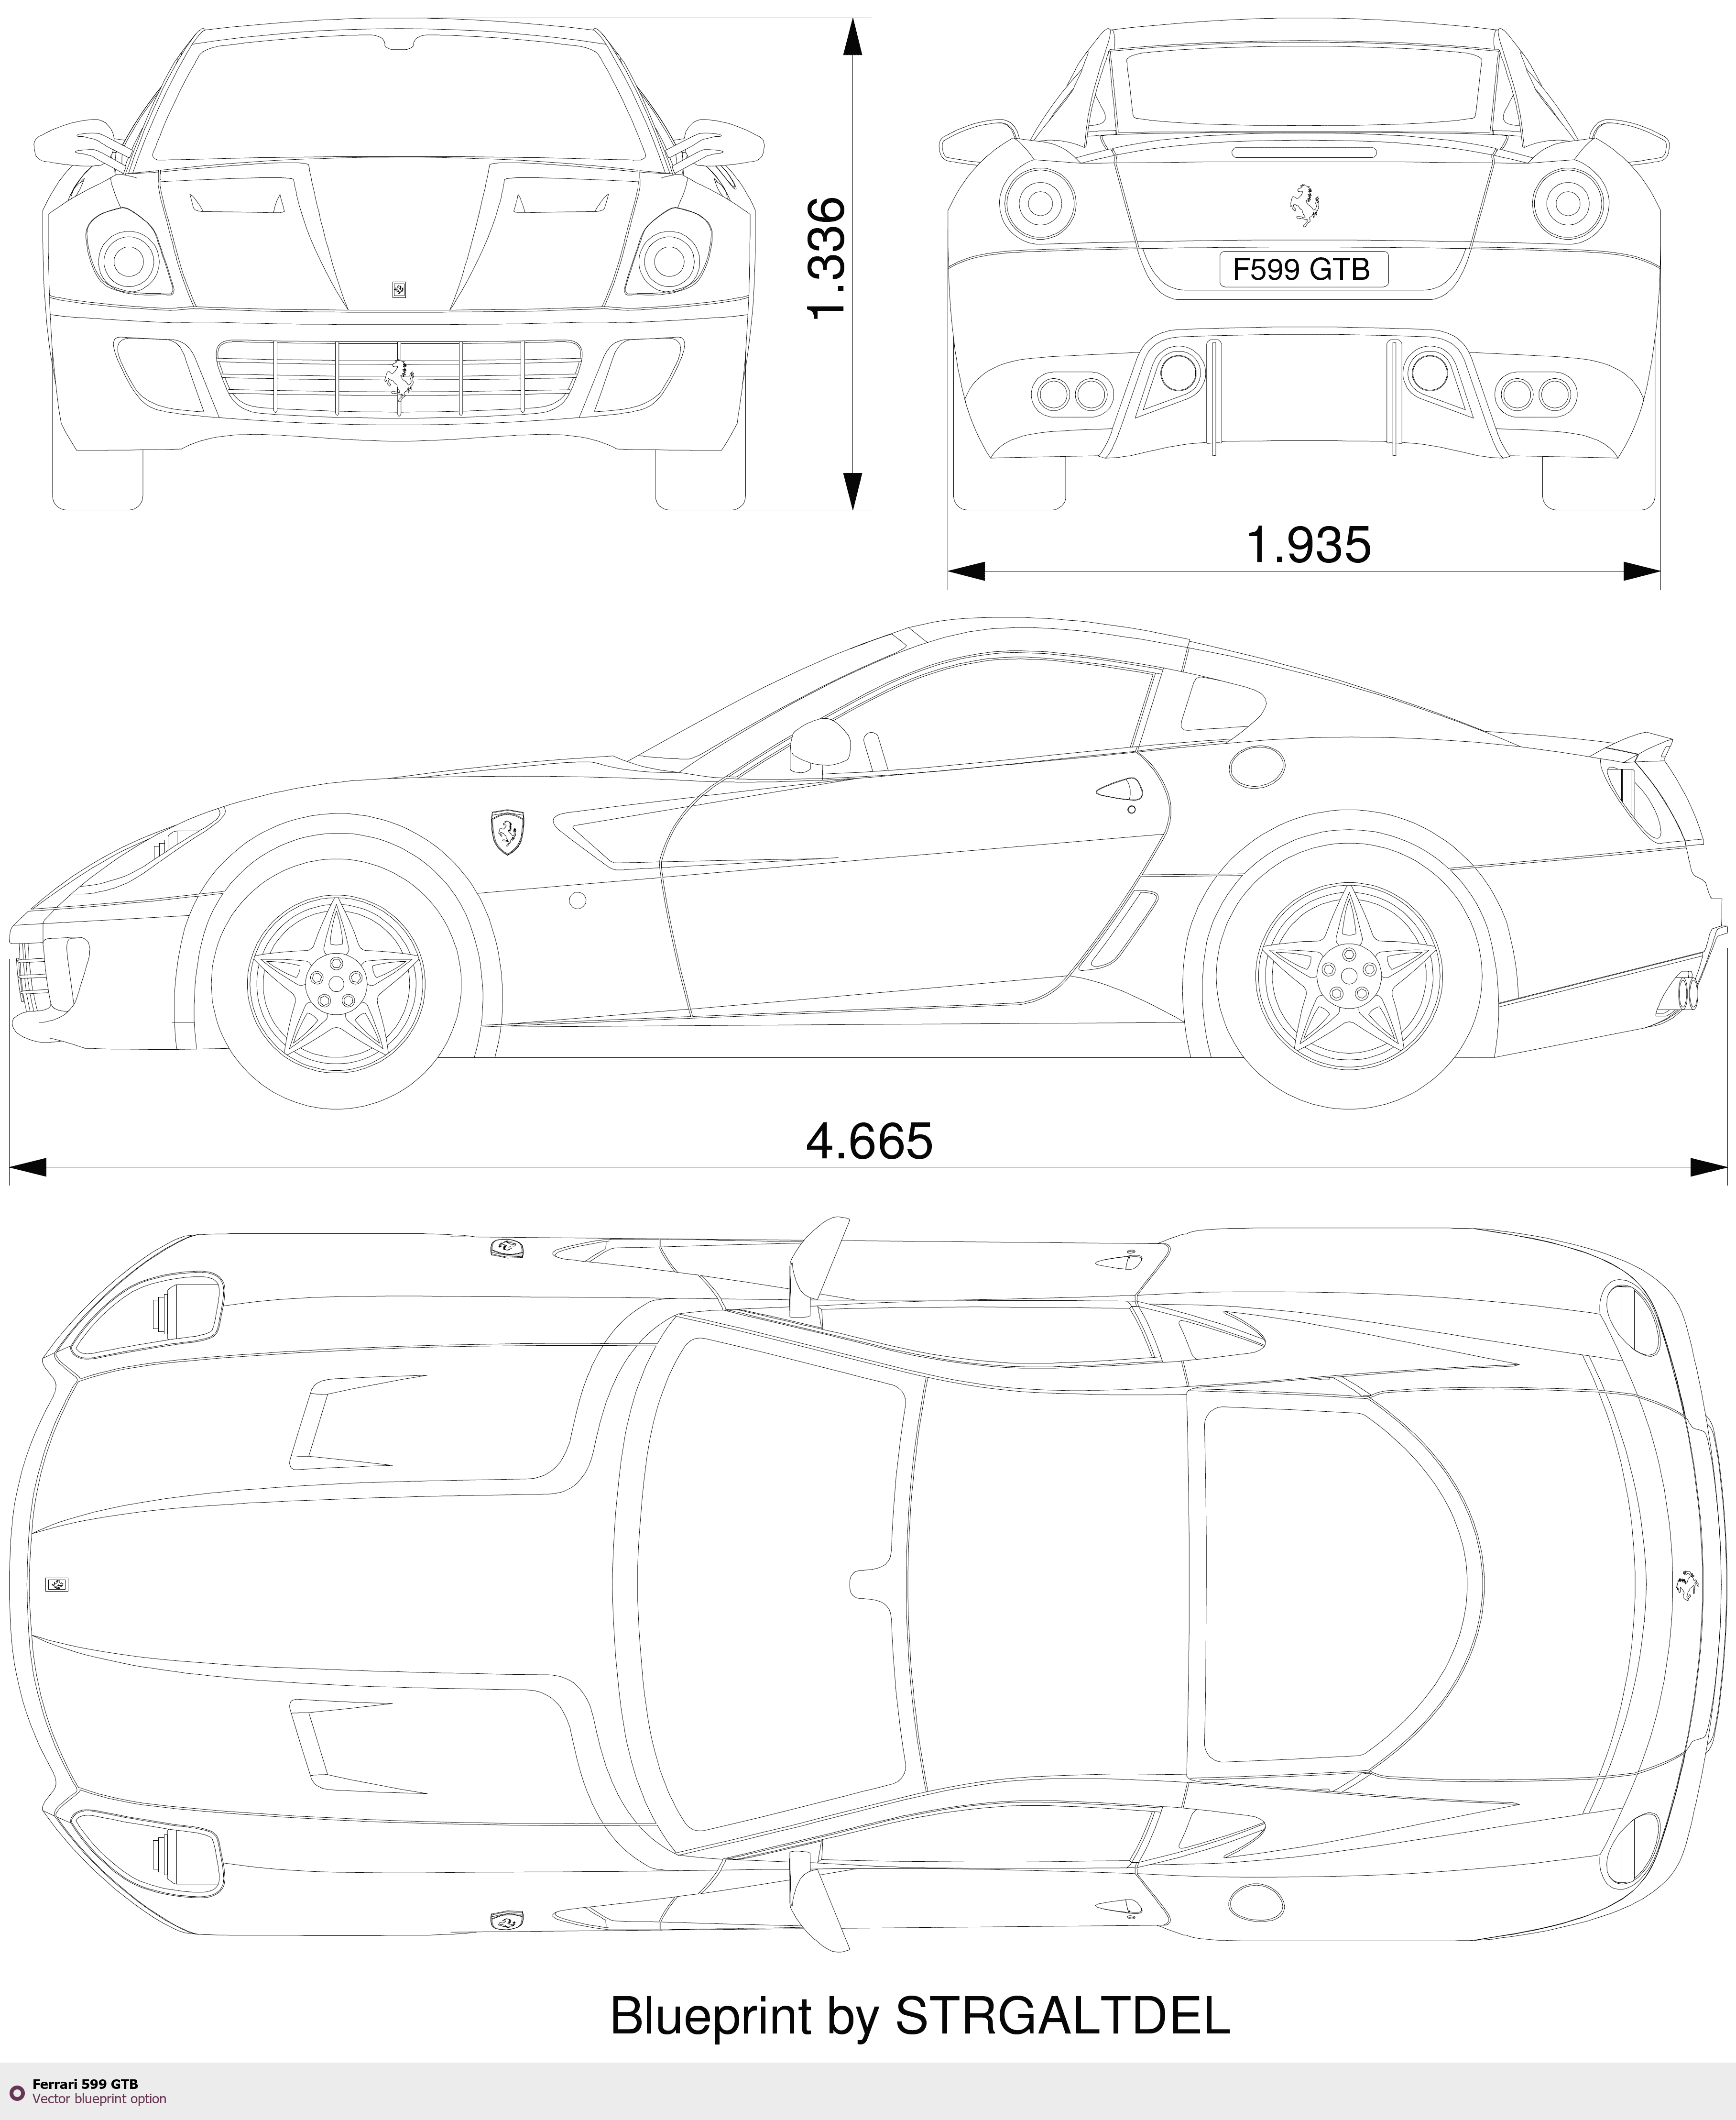 1.336
F599 GTB
1.935
4.665
Blueprint by STRGALTDEL
Ferrari 599 GTB
Vector blueprint option